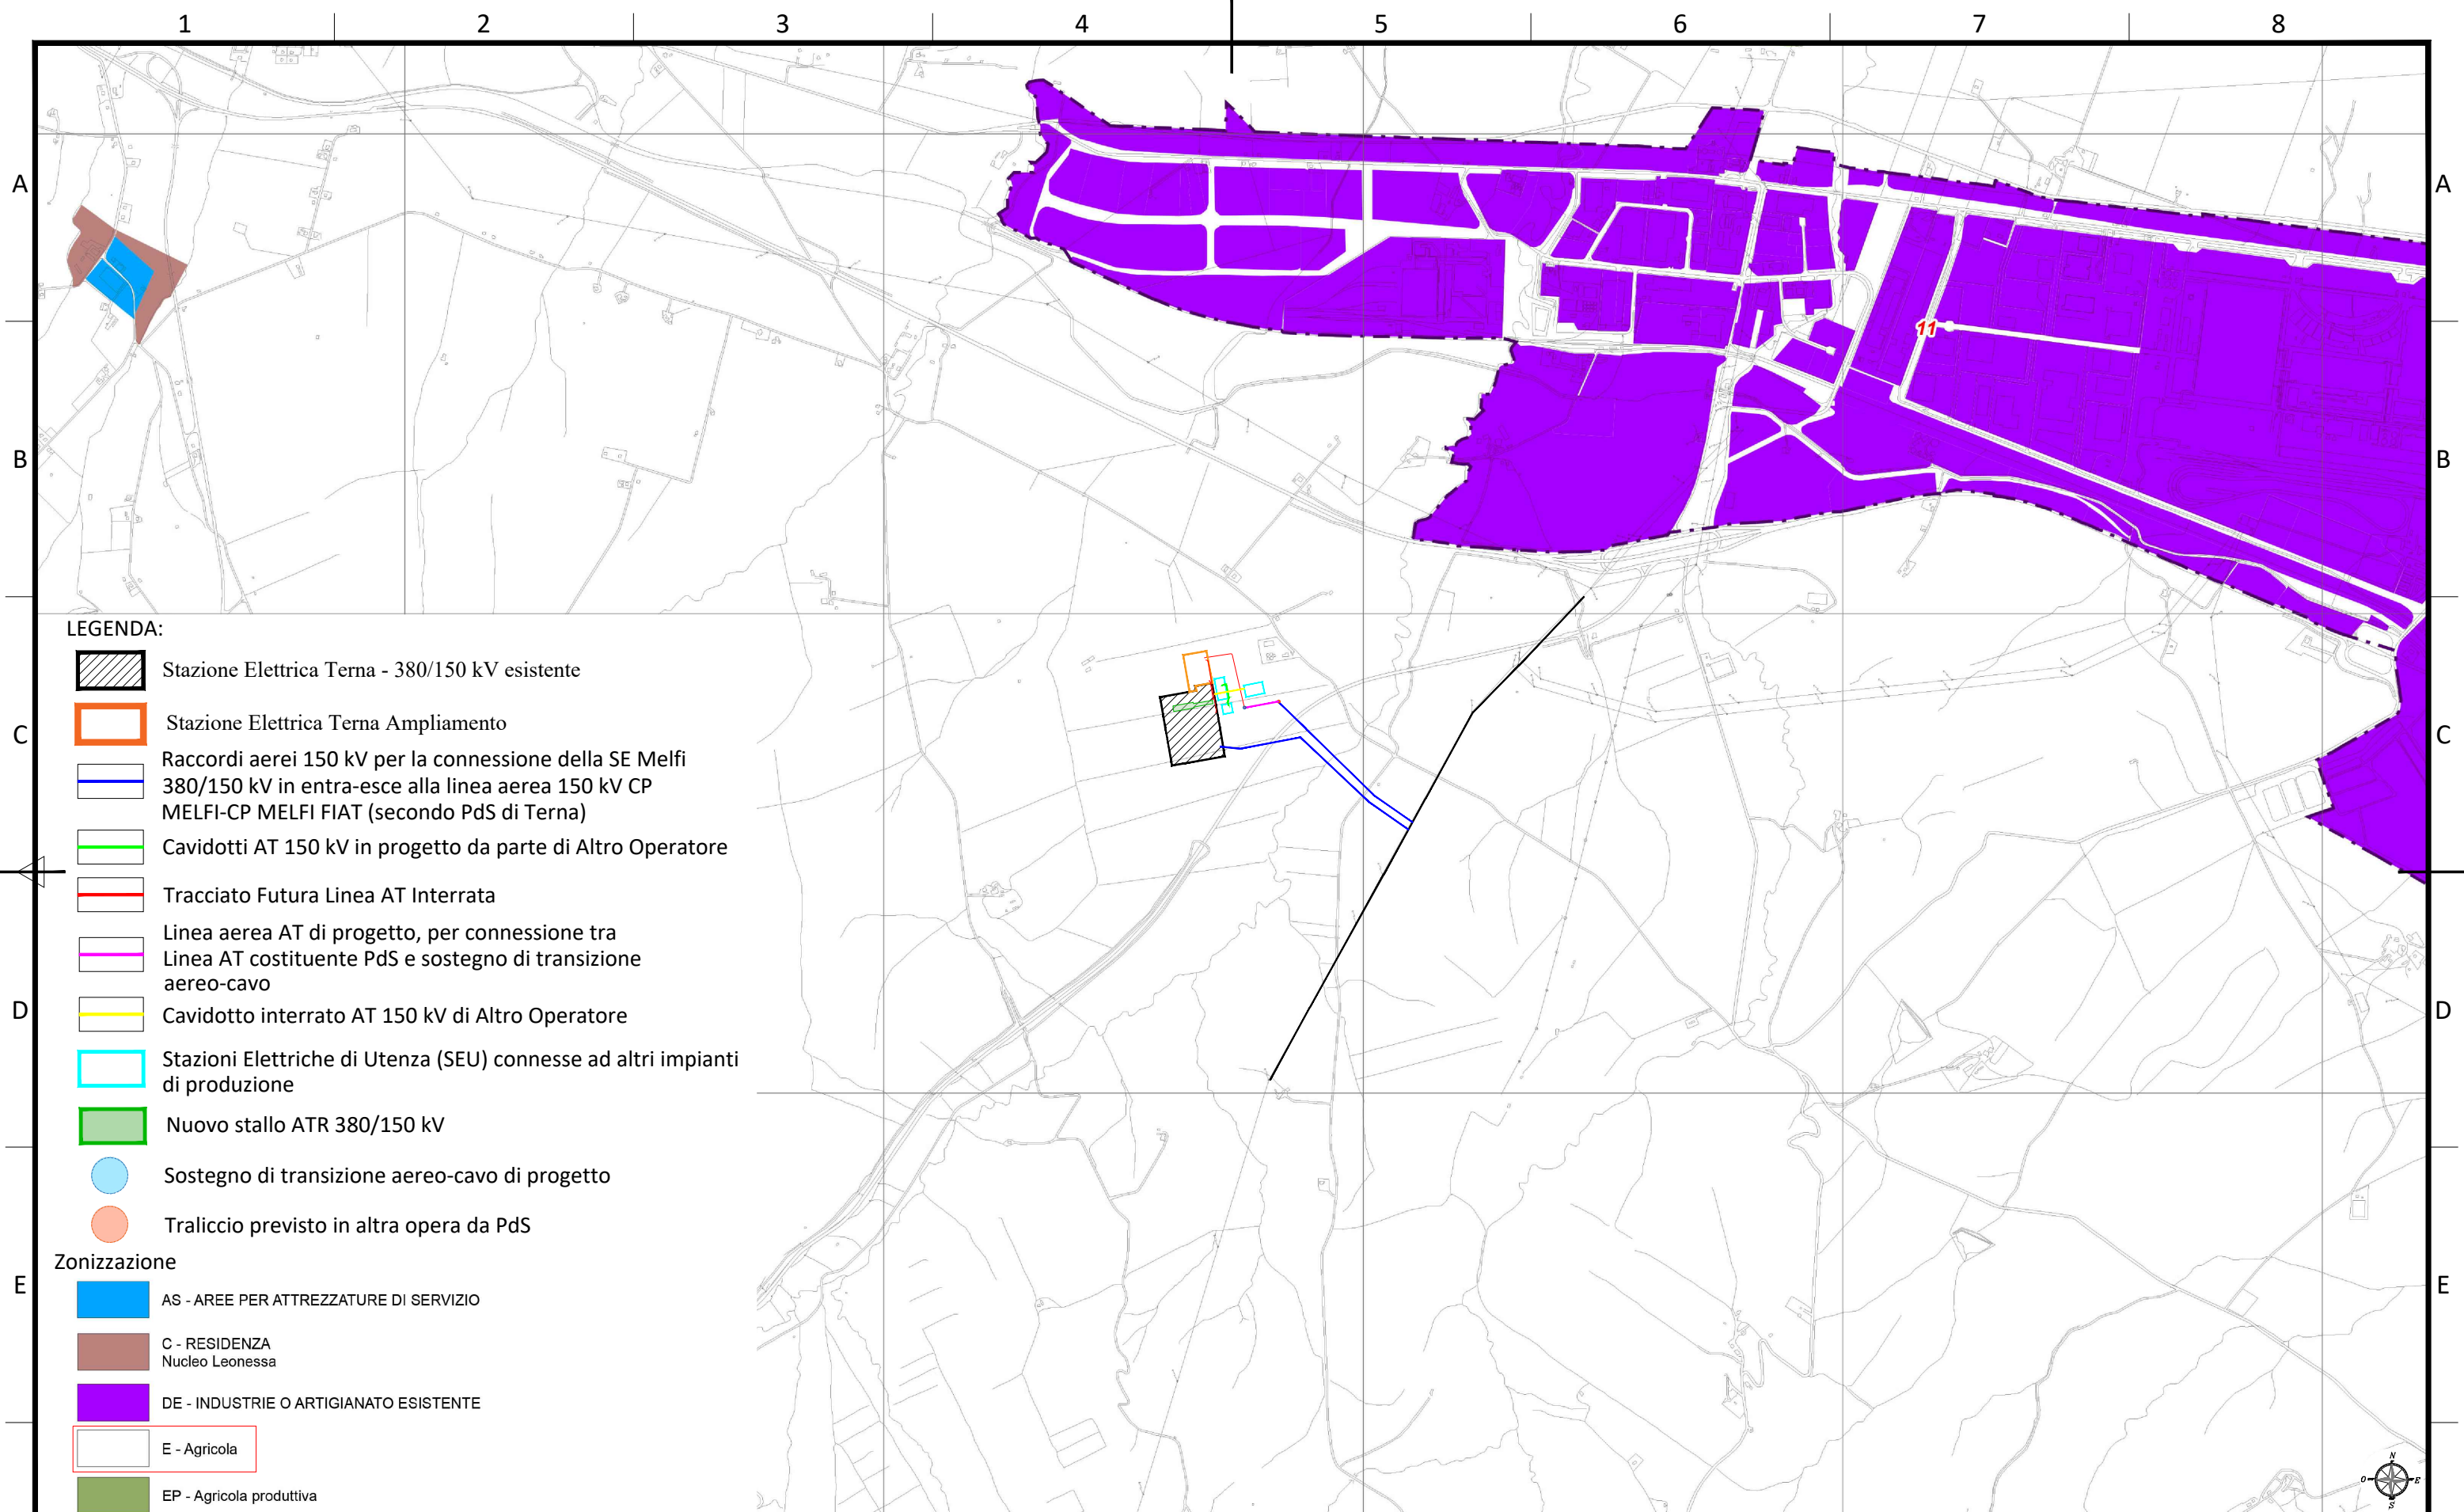 1 2 3 4 5 6 7 8
A A
11
B B
LEGENDA:
Stazione Elettrica Terna - 380/150 kV esistente
Stazione Elettrica Terna Ampliamento
C C
Raccordi aerei 150 kV per la connessione della SE Melfi
380/150 kV in entra-esce alla linea aerea 150 kV CP
MELFI-CP MELFI FIAT (secondo PdS di Terna)
Cavidotti AT 150 kV in progetto da parte di Altro Operatore
Tracciato Futura Linea AT Interrata
Linea aerea AT di progetto, per connessione tra
Linea AT costituente PdS e sostegno di transizione
aereo-cavo
D D
Cavidotto interrato AT 150 kV di Altro Operatore
Stazioni Elettriche di Utenza (SEU) connesse ad altri impianti
di produzione
Nuovo stallo ATR 380/150 kV
Sostegno di transizione aereo-cavo di progetto
Traliccio previsto in altra opera da PdS
Zonizzazione
E E
AS - AREE PER ATTREZZATURE DI SERVIZIO
C - RESIDENZA
Nucleo Leonessa
DE - INDUSTRIE O ARTIGIANATO ESISTENTE
E - Agricola
EP - Agricola produttiva
N
O E
S